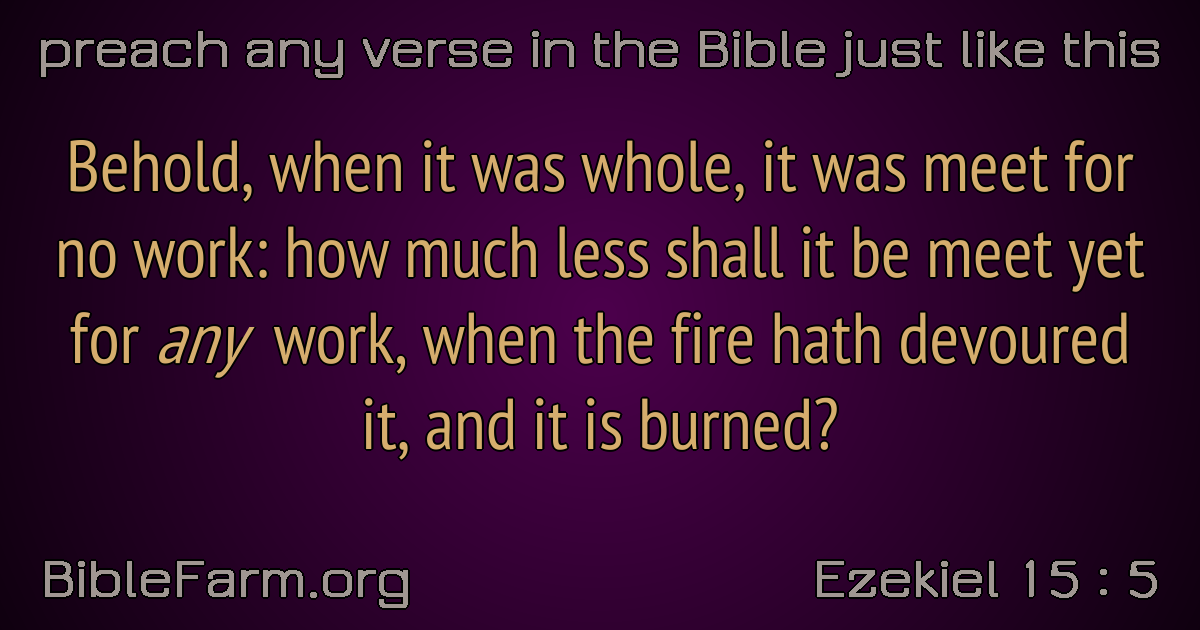 preach any verse in the Bible just like this
Behold, when it was whole, it was meet for
no work: how much less shall it be meet yet
for any work, when the fire hath devoured
it, and it is burned?
BibleFarm.org
Ezekiel 15 : 5